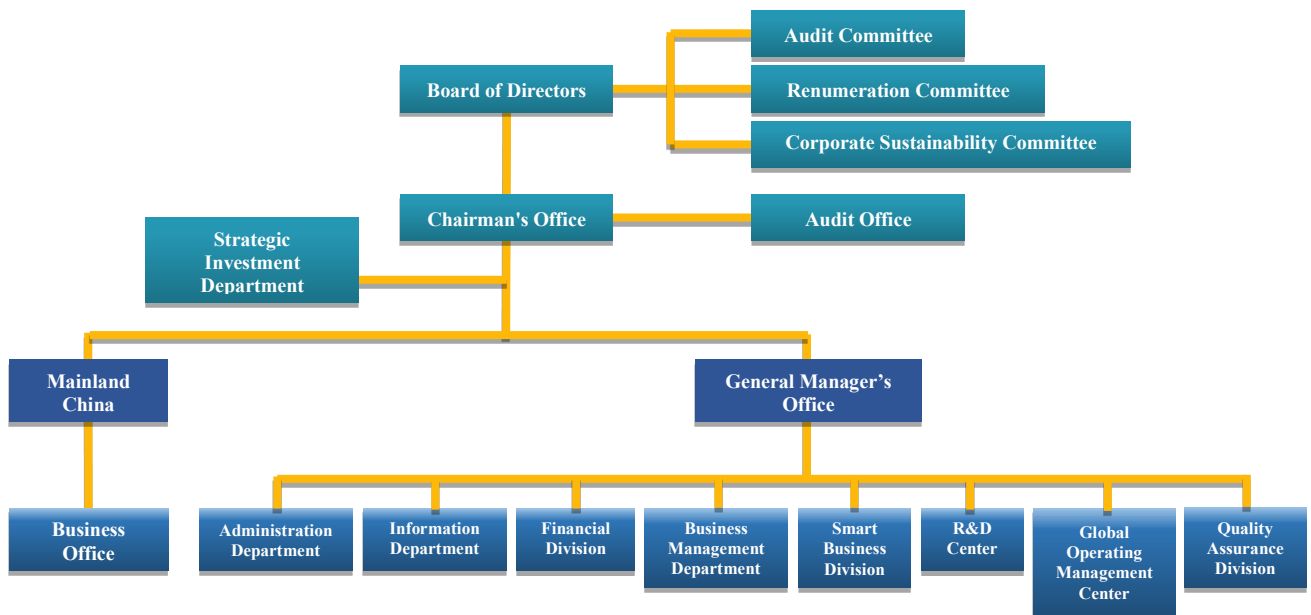 Audit Committee
Board of Directors
Renumeration Committee
Corporate Sustainability Committee
Chairman's Office
Audit Office
Strategic
Investment
Department
Mainland
China
General Manager’s
Office
Business
Office
Administration
Department
Information
Department
Financial
Division
Business
Management
Department
Smart
Business
Division
R&D
Center
Global
Operating
Management
Center
Quality
Assurance
Division